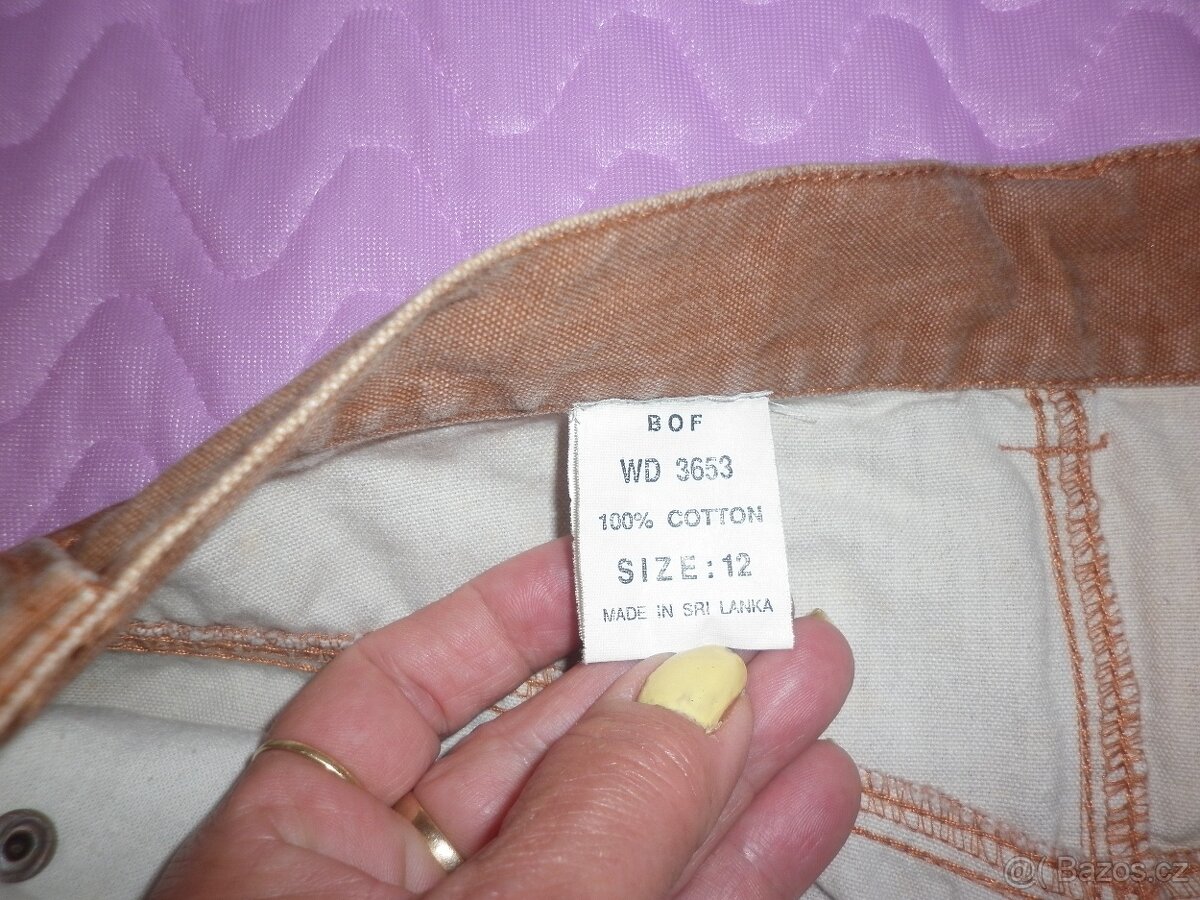 BOF
WD 3653
100% COTTON
SIZE:12
MADE IN SRI LANKA
@( Bazos.cz